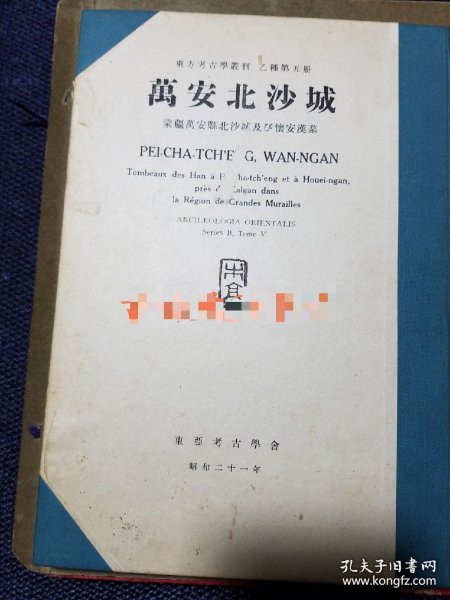 東方考古學叢刊 乙種第五册
萬安北沙城
蒙疆萬安縣北沙城及び懷安漢墓
PEI-CHA-TCH'E G, WAN-NGAN
Tombeaux des Han à P cha-tch'eng et à Houei-ngan,
près d algan dans
la Région de Grandes Murailles
ARCHÆOLOGIA ORIENTALIS
Series B, Tome V
東亞考古學會
昭和二十一年
孔夫子旧书网
www.kongfz.com